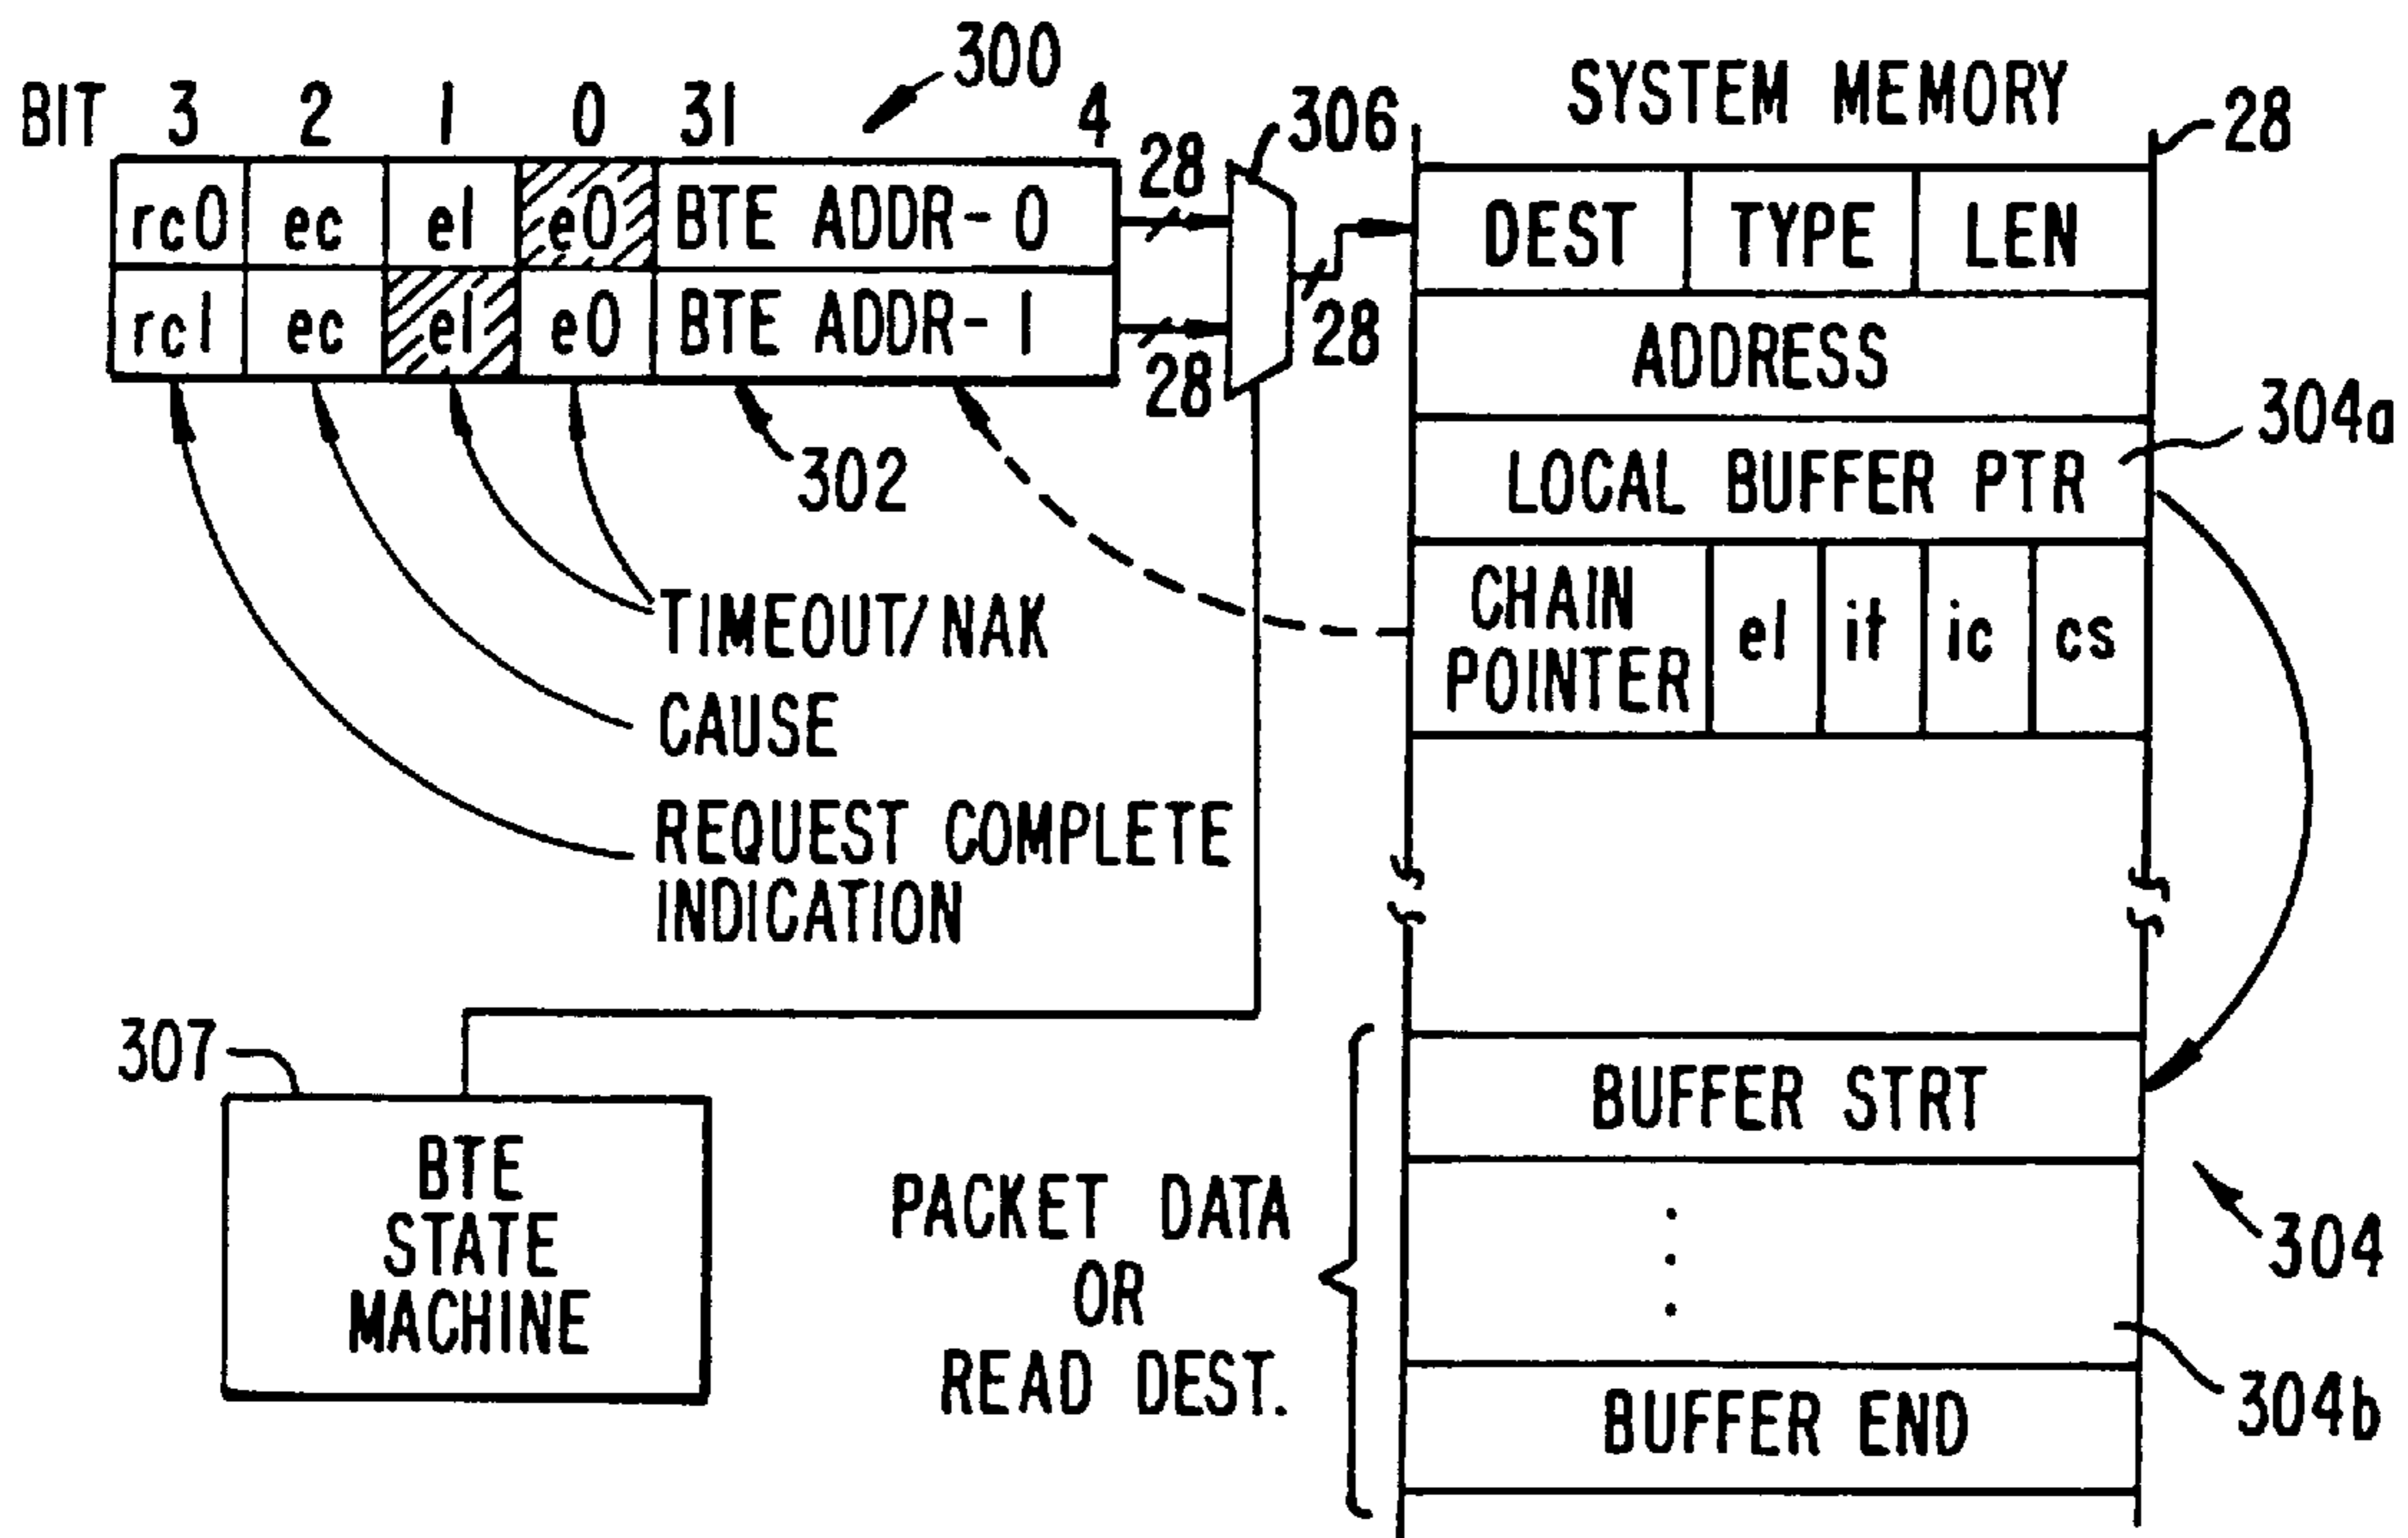 300
SYSTEM MEMORY
BIT 3 2 1 0 31 4
28
306
28
rc0 ec e1 e0 BTE ADDR-0
DEST TYPE LEN
rc1 ec e1 e0 BTE ADDR-1
28
28
ADDRESS
302
304a
LOCAL BUFFER PTR
TIMEOUT/NAK
CHAIN
POINTER
el it ic cs
CAUSE
REQUEST COMPLETE
INDICATION
307
BTE
STATE
MACHINE
BUFFER STRT
PACKET DATA
OR
READ DEST.
304
304b
BUFFER END